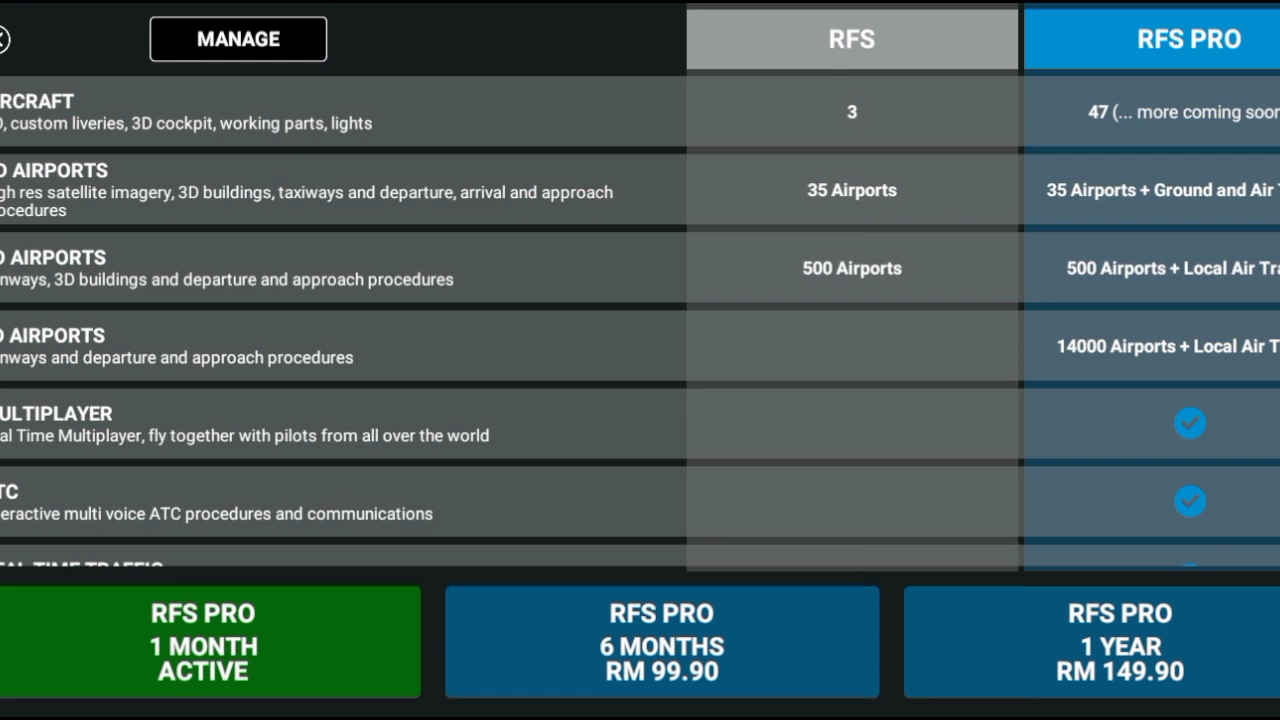 MANAGE
RFS
RFS PRO
RCRAFT
, custom liveries, 3D cockpit, working parts, lights
3
47 (... more coming soon
D AIRPORTS
gh res satellite imagery, 3D buildings, taxiways and departure, arrival and approach
ocedures
35 Airports
35 Airports + Ground and Air
D AIRPORTS
nways, 3D buildings and departure and approach procedures
500 Airports
500 Airports + Local Air Tra
D AIRPORTS
nways and departure and approach procedures
14000 Airports + Local Air T
ULTIPLAYER
al Time Multiplayer, fly together with pilots from all over the world
TC
eractive multi voice ATC procedures and communications
EAL TIME TRAFFIC
RFS PRO
1 MONTH
ACTIVE
RFS PRO
6 MONTHS
RM 99.90
RFS PRO
1 YEAR
RM 149.90